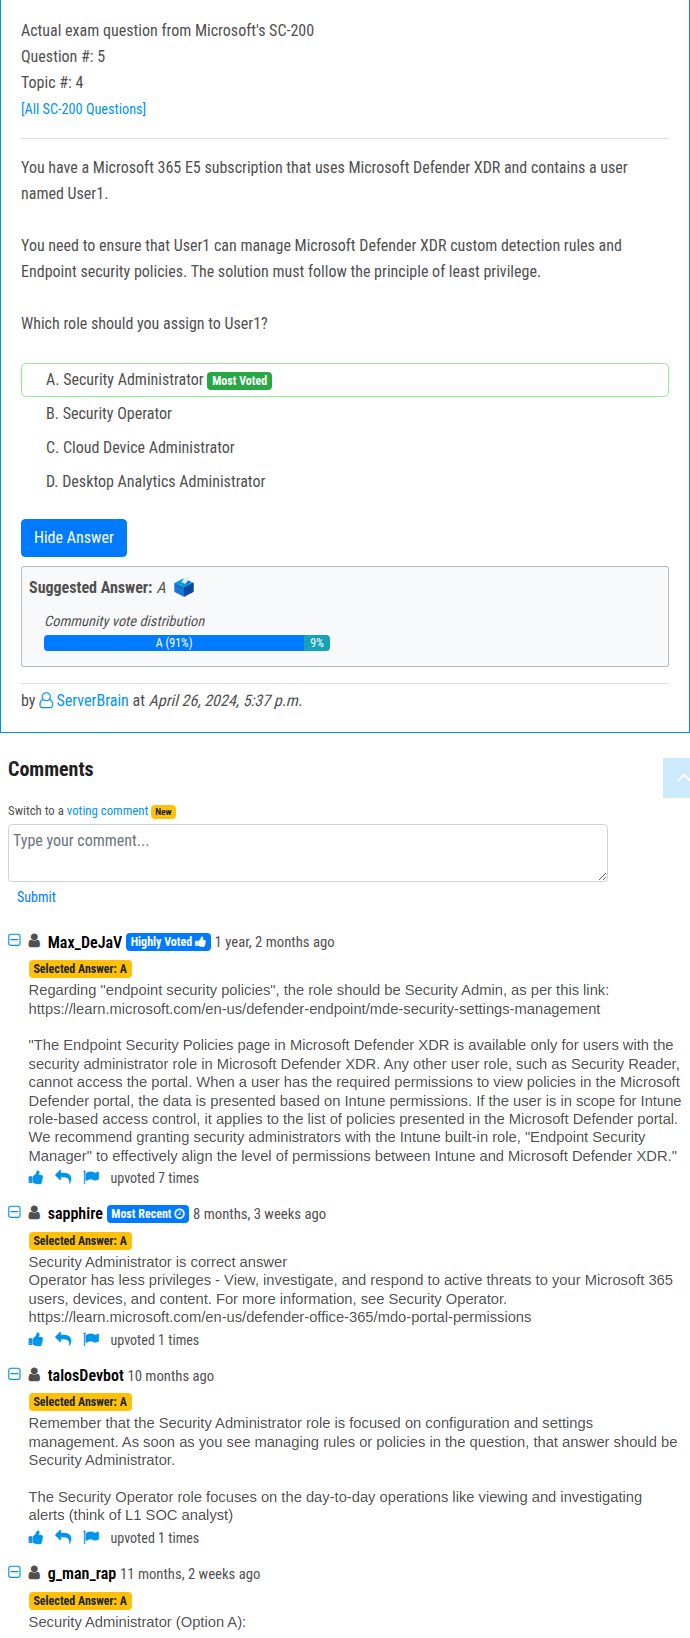 Actual exam question from Microsoft's SC-200
Question #: 5
Topic #: 4
[All SC-200 Questions]
You have a Microsoft 365 E5 subscription that uses Microsoft Defender XDR and contains a user
named User1.
You need to ensure that User1 can manage Microsoft Defender XDR custom detection rules and
Endpoint security policies. The solution must follow the principle of least privilege.
Which role should you assign to User1?
A. Security Administrator Most Voted
B. Security Operator
C. Cloud Device Administrator
D. Desktop Analytics Administrator
Hide Answer
Suggested Answer: A
Community vote distribution
A (91%) 9%
by ServerBrain at April 26, 2024, 5:37 p.m.
Comments
Switch to a voting comment New
Type your comment...
Submit
Max_DeJaV Highly Voted 1 year, 2 months ago
Selected Answer: A
Regarding "endpoint security policies", the role should be Security Admin, as per this link:
https://learn.microsoft.com/en-us/defender-endpoint/mde-security-settings-management
"The Endpoint Security Policies page in Microsoft Defender XDR is available only for users with the
security administrator role in Microsoft Defender XDR. Any other user role, such as Security Reader,
cannot access the portal. When a user has the required permissions to view policies in the Microsoft
Defender portal, the data is presented based on Intune permissions. If the user is in scope for Intune
role-based access control, it applies to the list of policies presented in the Microsoft Defender portal.
We recommend granting security administrators with the Intune built-in role, "Endpoint Security
Manager" to effectively align the level of permissions between Intune and Microsoft Defender XDR."
upvoted 7 times
sapphire Most Recent 8 months, 3 weeks ago
Selected Answer: A
Security Administrator is correct answer
Operator has less privileges - View, investigate, and respond to active threats to your Microsoft 365
users, devices, and content. For more information, see Security Operator.
https://learn.microsoft.com/en-us/defender-office-365/mdo-portal-permissions
upvoted 1 times
talosDevbot 10 months ago
Selected Answer: A
Remember that the Security Administrator role is focused on configuration and settings
management. As soon as you see managing rules or policies in the question, that answer should be
Security Administrator.
The Security Operator role focuses on the day-to-day operations like viewing and investigating
alerts (think of L1 SOC analyst)
upvoted 1 times
g_man_rap 11 months, 2 weeks ago
Selected Answer: A
Security Administrator (Option A):